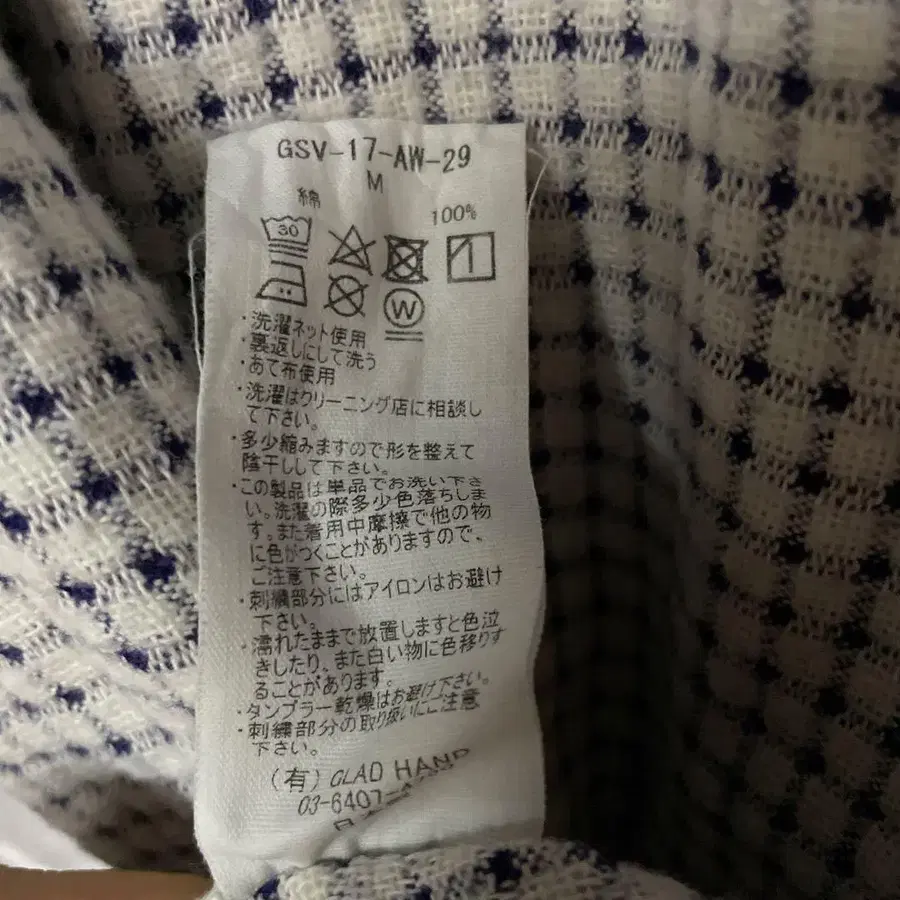 GSV-17-AW-29
M
綿
100%
30
1
W
・洗濯ネット使用
・裏返しにして洗う
・あて布使用
・洗濯はクリーニング店に相談し
て下さい。
・多少縮みますので形を整えて
陰干しして下さい。
・この製品は単品でお洗い下さ
い。洗濯の際多少色落ちしま
す。また着用中摩擦で他の物
に色がつくことがありますので、
ご注意下さい。
・刺繍部分にはアイロンはお避け
下さい。
・濡れたままで放置しますと色泣
きしたり、また白い物に色移りす
ることがあります。
・タンブラー乾燥はお避け下さい。
・刺繍部分の取り扱いにご注意
下さい。
(有) GLAD HAND
03-6407-